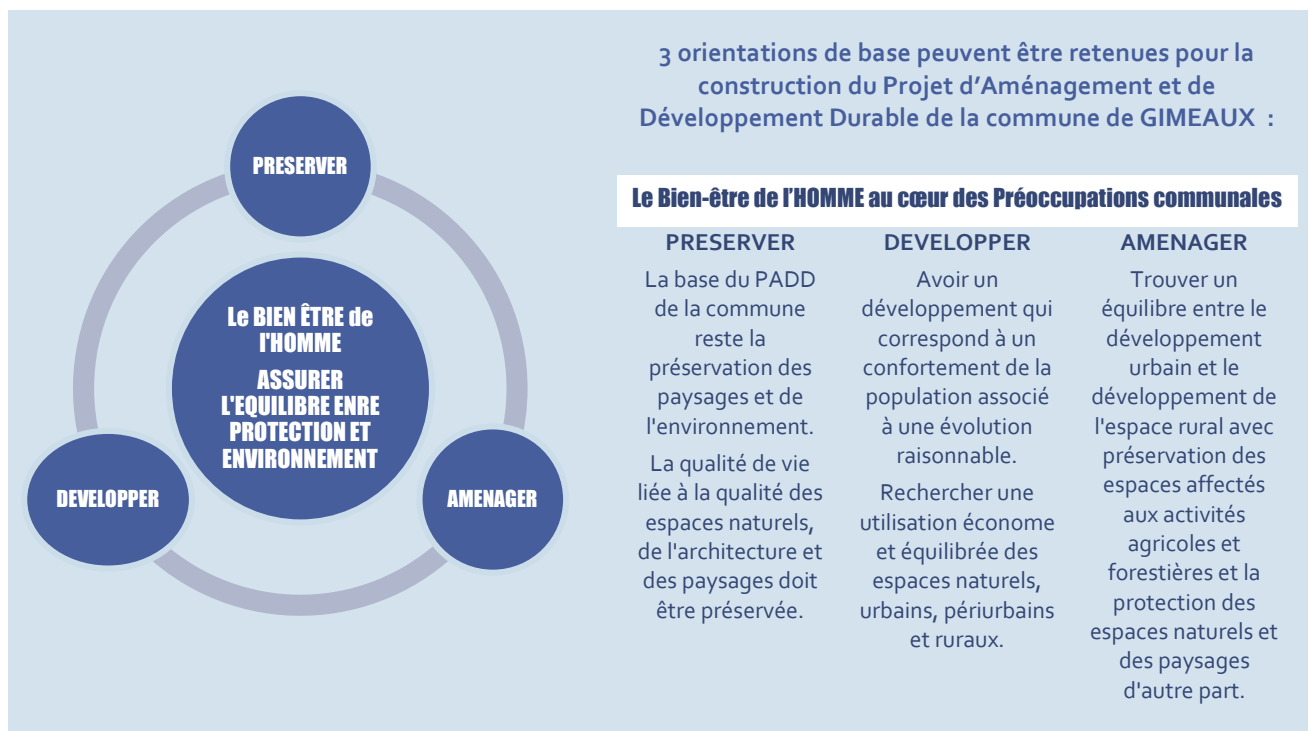 PRESERVER
Le BIEN ÊTRE de
l'HOMME
ASSURER
L'EQUILIBRE ENRE
PROTECTION ET
ENVIRONNEMENT
DEVELOPPER
AMENAGER
3 orientations de base peuvent être retenues pour la
construction du Projet d’Aménagement et de
Développement Durable de la commune de GIMEAUX :
Le Bien-être de l’HOMME au cœur des Préoccupations communales
PRESERVER
La base du PADD
de la commune
reste la
préservation des
paysages et de
l'environnement.
La qualité de vie
liée à la qualité des
espaces naturels,
de l'architecture et
des paysages doit
être préservée.
DEVELOPPER
Avoir un
développement qui
correspond à un
confortement de la
population associé
à une évolution
raisonnable.
Rechercher une
utilisation économe
et équilibrée des
espaces naturels,
urbains, périurbains
et ruraux.
AMENAGER
Trouver un
équilibre entre le
développement
urbain et le
développement de
l'espace rural avec
préservation des
espaces affectés
aux activités
agricoles et
forestières et la
protection des
espaces naturels et
des paysages
d'autre part.